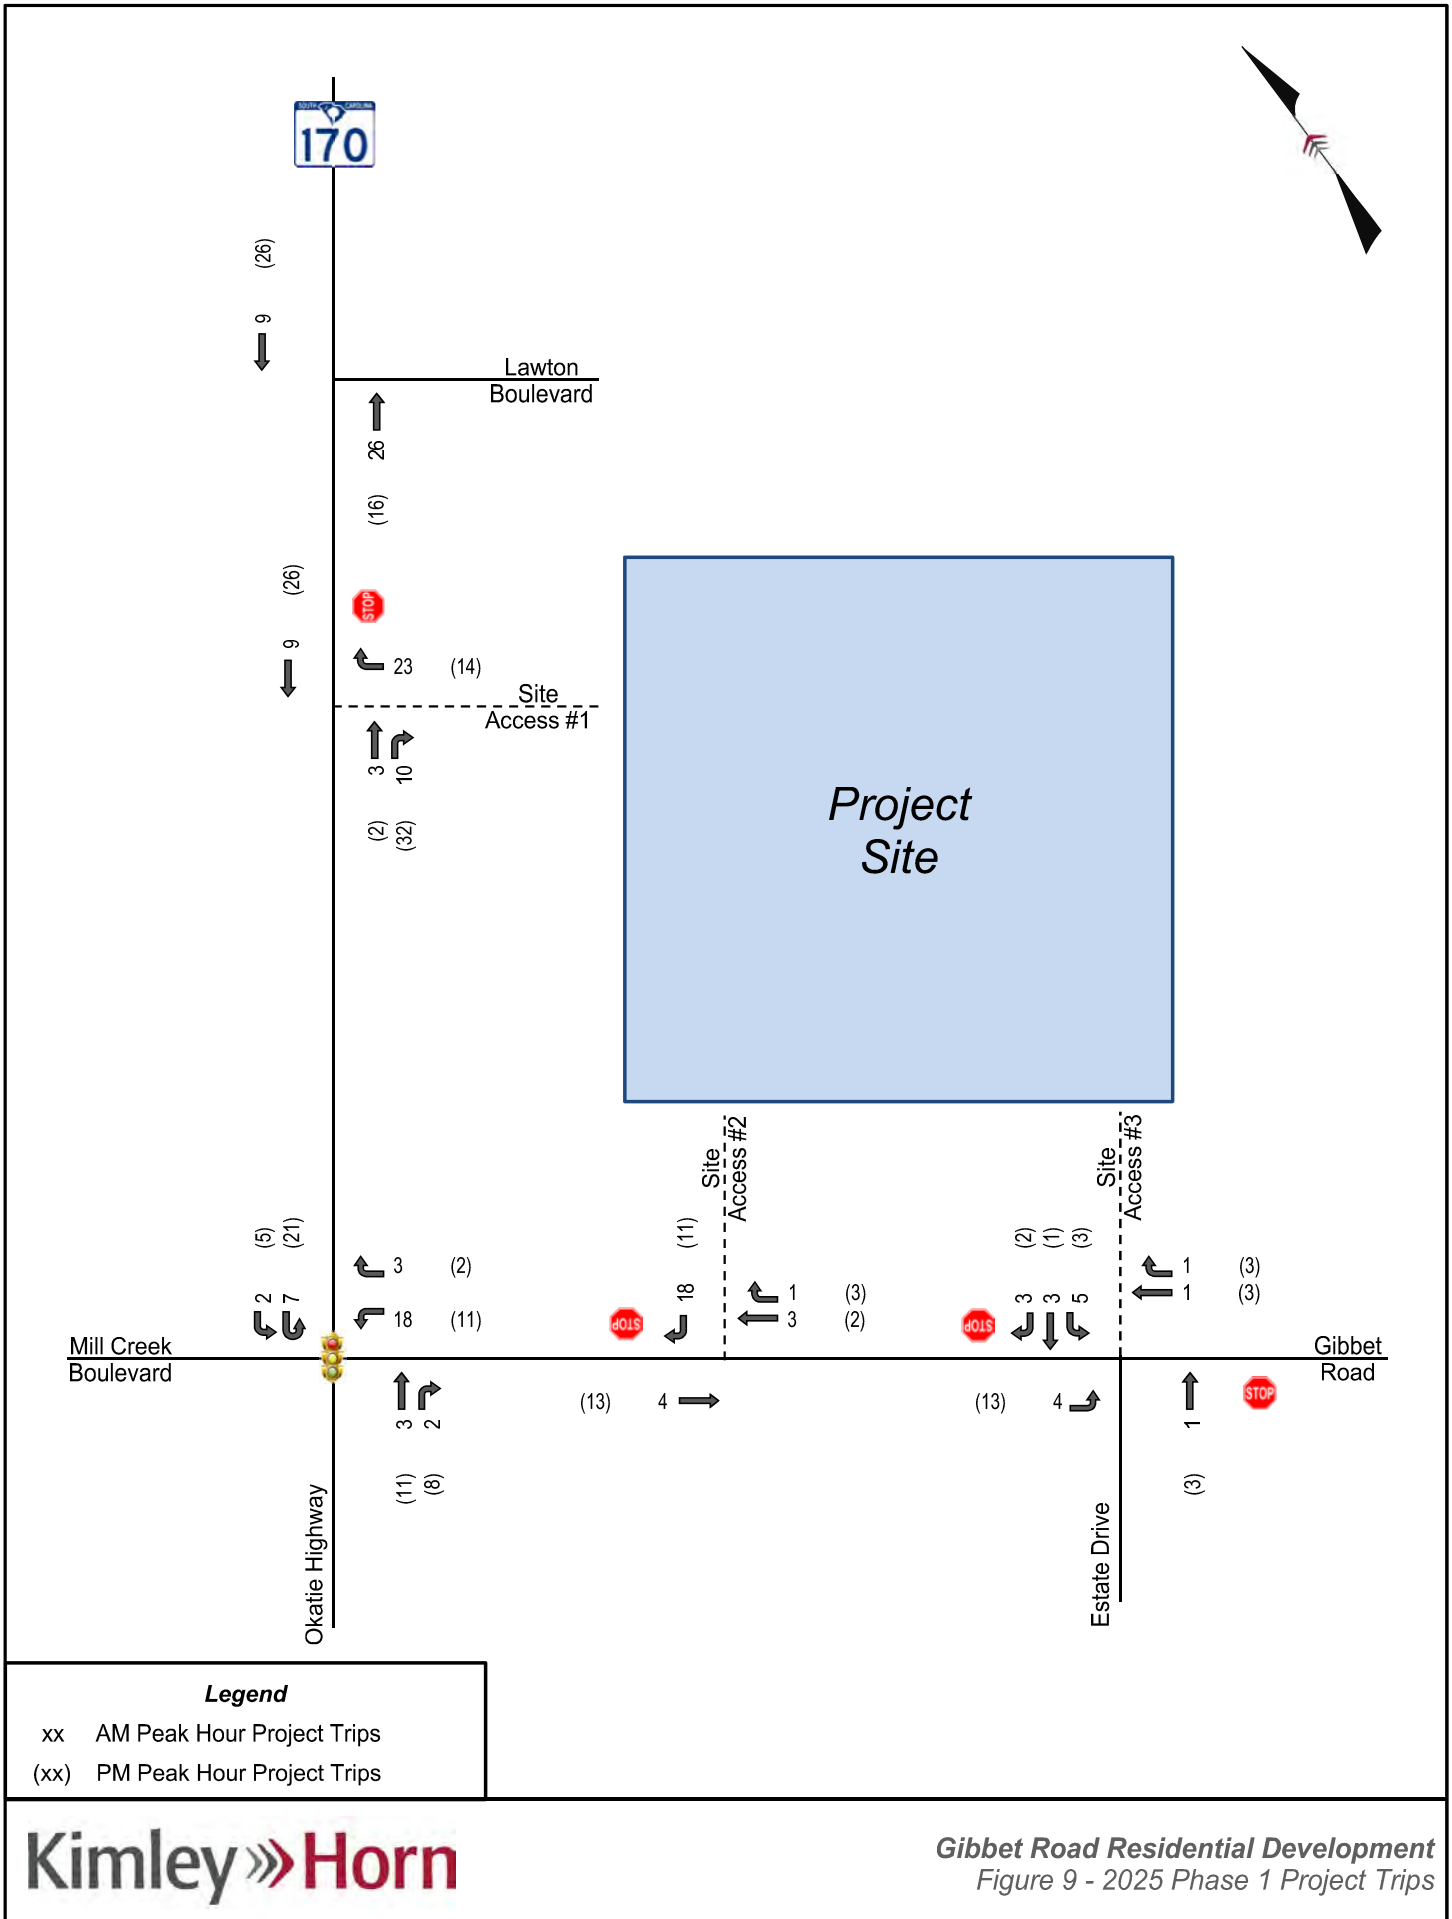 SOUTH CAROLINA
170
(26)
9
Lawton
Boulevard
26
(16)
(26)
9
STOP
23 (14)
Site
Access #1
3 10
(2) (32)
Project
Site
Site
Access #2
Site
Access #3
(5) (21)
2 7
3 (2)
18 (11)
(11)
18
STOP
1 (3)
3 (2)
(2) (1) (3)
3 3 5
STOP
1 (3)
1 (3)
Mill Creek
Boulevard
Gibbet
Road
3 2
(11) (8)
(13) 4
(13) 4
1
(3)
STOP
Okatie Highway
Estate Drive
Legend
xx AM Peak Hour Project Trips
(xx) PM Peak Hour Project Trips
Kimley»Horn
Gibbet Road Residential Development
Figure 9 - 2025 Phase 1 Project Trips